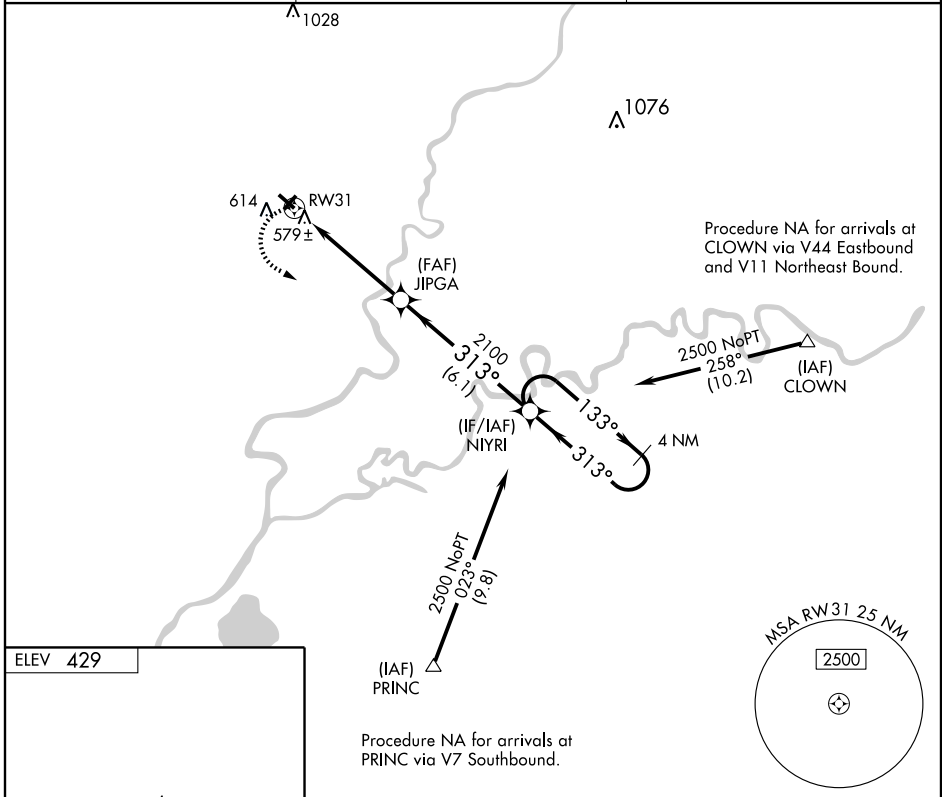 1028
1076
614
RW31
579±
Procedure NA for arrivals at
CLOWN via V44 Eastbound
and V11 Northeast Bound.
(FAF)
JIPGA
2100
313°
(6.1)
2500 NoPT
258°
(10.2)
(IAF)
CLOWN
(IF/IAF)
NIYRI
133°
4 NM
313°
2500 NoPT
023°
(9.8)
(IAF)
PRINC
Procedure NA for arrivals at
PRINC via V7 Southbound.
MSA RW31 25 NM
2500
ELEV 429